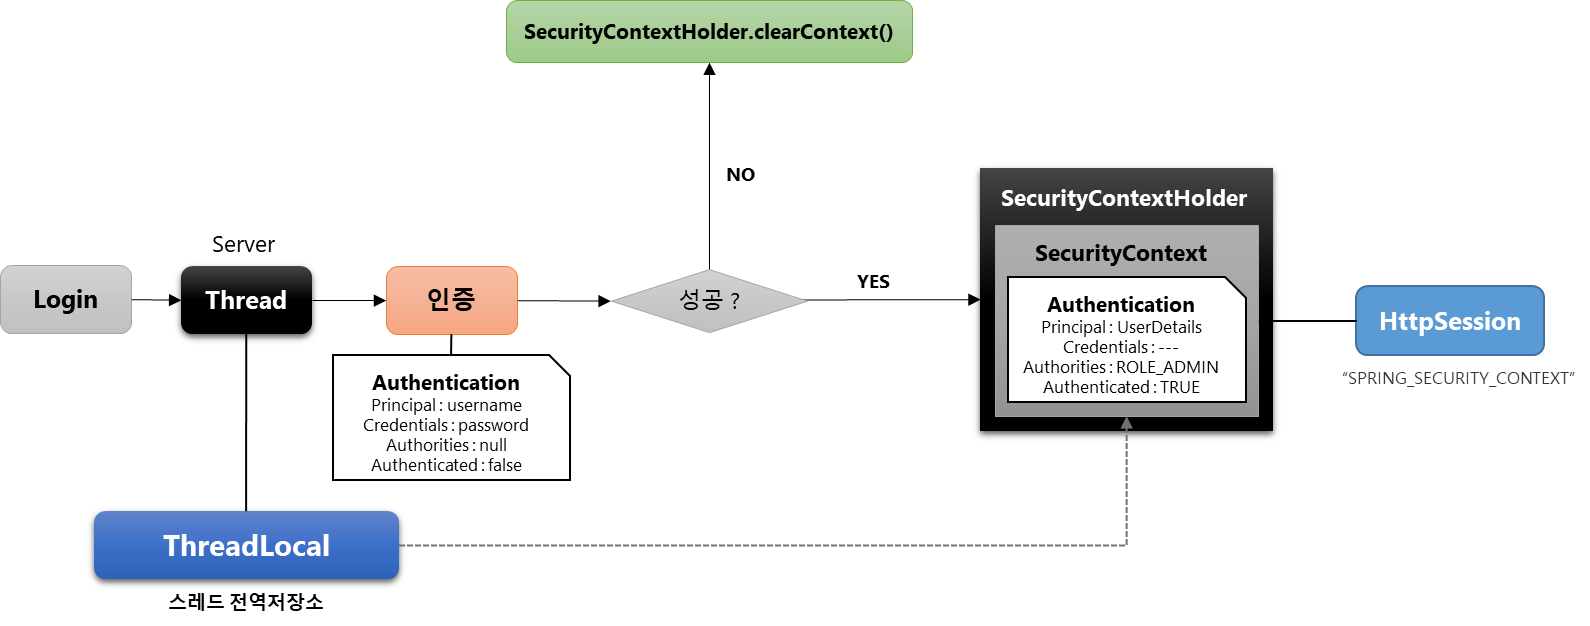 SecurityContextHolder.clearContext()
NO
SecurityContextHolder
Server
SecurityContext
YES
Login
Thread
인증
성공 ?
Authentication
Principal : UserDetails
Credentials : ---
Authorities : ROLE_ADMIN
Authenticated : TRUE
HttpSession
“SPRING_SECURITY_CONTEXT”
Authentication
Principal : username
Credentials : password
Authorities : null
Authenticated : false
ThreadLocal
스레드 전역저장소